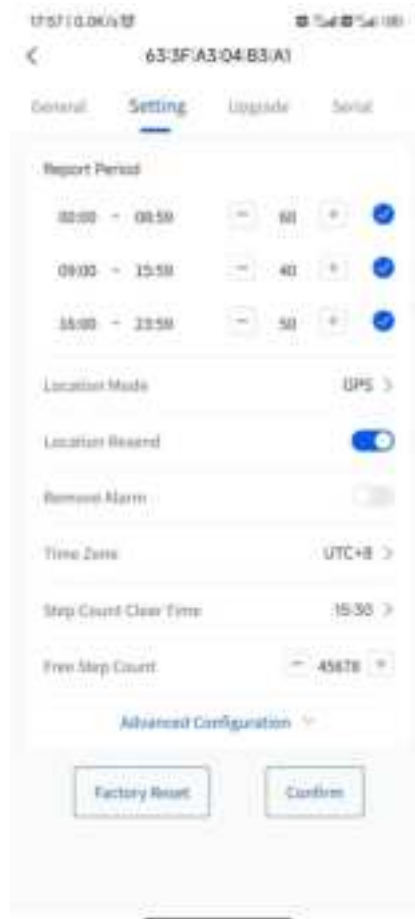 63:3F:A3:04:B3:A1
General Setting Upgrade Serial
Report Period
00:00 - 08:59 - 60 +
09:00 - 15:59 - 40 +
16:00 - 23:59 - 50 +
Location Mode GPS >
Location Resend
Remove Alarm
Time Zone UTC+8 >
Step Count Clear Time 15:30 >
Free Step Count - 45678 +
Advanced Configuration
Factory Reset Confirm